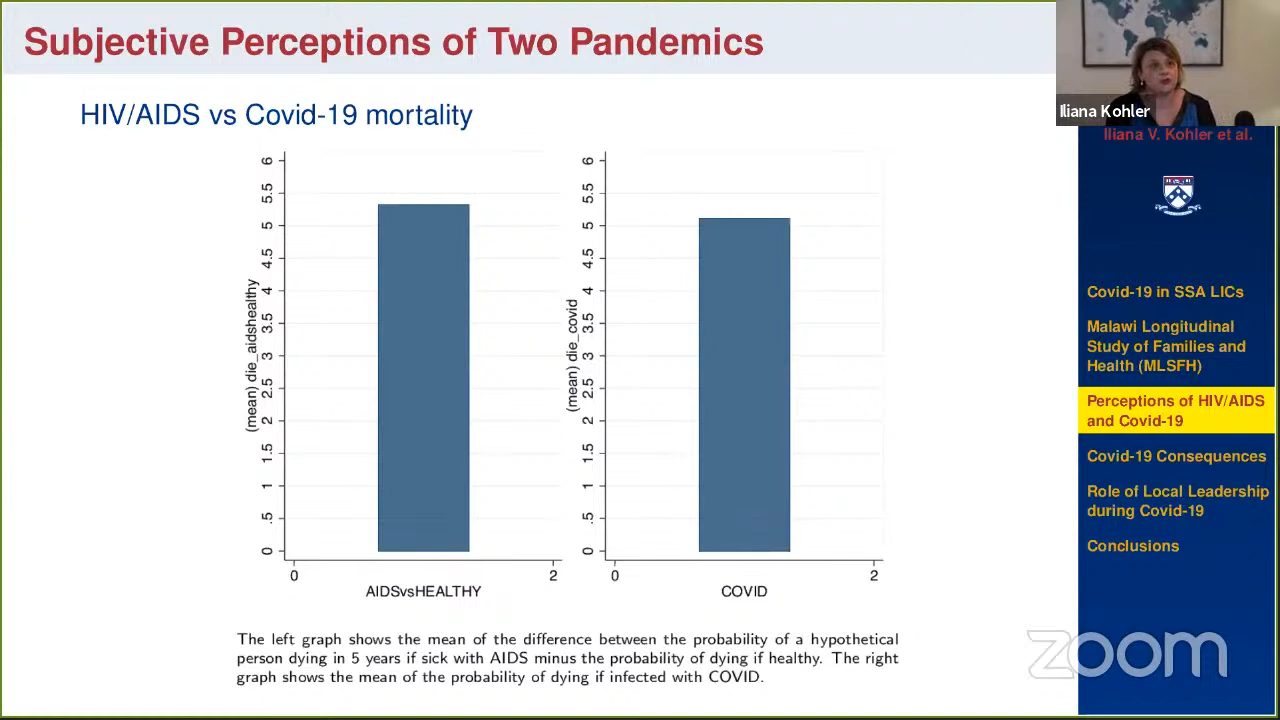 Subjective Perceptions of Two Pandemics
HIV/AIDS vs Covid-19 mortality
(mean) die_aidshealthy
6
5.5
5
4.5
4
3.5
3
2.5
2
1.5
1
.5
0
0
2
AIDSvsHEALTHY
(mean) die_covid
6
5.5
5
4.5
4
3.5
3
2.5
2
1.5
1
.5
0
0
2
COVID
The left graph shows the mean of the difference between the probability of a hypothetical
person dying in 5 years if sick with AIDS minus the probability of dying if healthy. The right
graph shows the mean of the probability of dying if infected with COVID.
Iliana Kohler
Iliana V. Kohler et al.
Covid-19 in SSA LICs
Malawi Longitudinal
Study of Families and
Health (MLSFH)
Perceptions of HIV/AIDS
and Covid-19
Covid-19 Consequences
Role of Local Leadership
during Covid-19
Conclusions
zoom